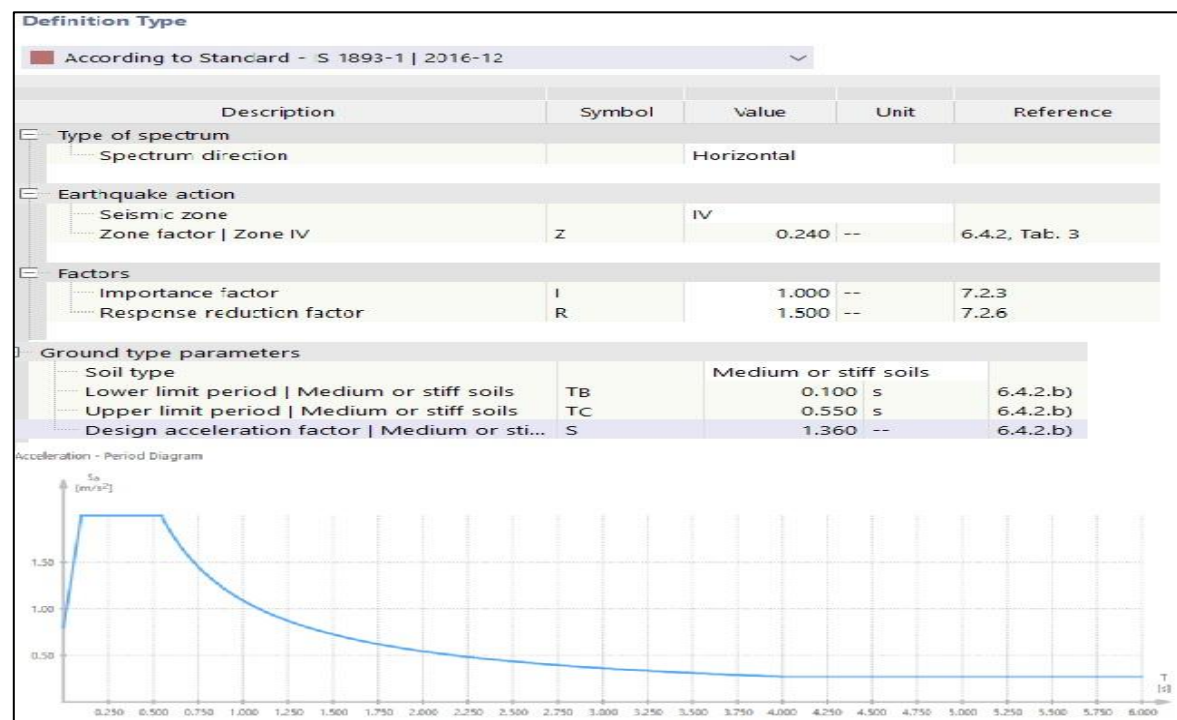 Definition Type
According to Standard - IS 1893-1 | 2016-12
Description Symbol Value Unit Reference
Type of spectrum
Spectrum direction Horizontal
Earthquake action
Seismic zone IV
Zone factor | Zone IV Z 0.240 -- 6.4.2, Tab. 3
Factors
Importance factor I 1.000 -- 7.2.3
Response reduction factor R 1.500 -- 7.2.6
Ground type parameters
Soil type Medium or stiff soils
Lower limit period | Medium or stiff soils TB 0.100 s 6.4.2.b)
Upper limit period | Medium or stiff soils TC 0.550 s 6.4.2.b)
Design acceleration factor | Medium or sti... S 1.360 -- 6.4.2.b)
Acceleration - Period Diagram
Sa
[m/s²]
1.50
1.00
0.50
T
[s]
0.250 0.500 0.750 1.000 1.250 1.500 1.750 2.000 2.250 2.500 2.750 3.000 3.250 3.500 3.750 4.000 4.250 4.500 4.750 5.000 5.250 5.500 5.750 6.000